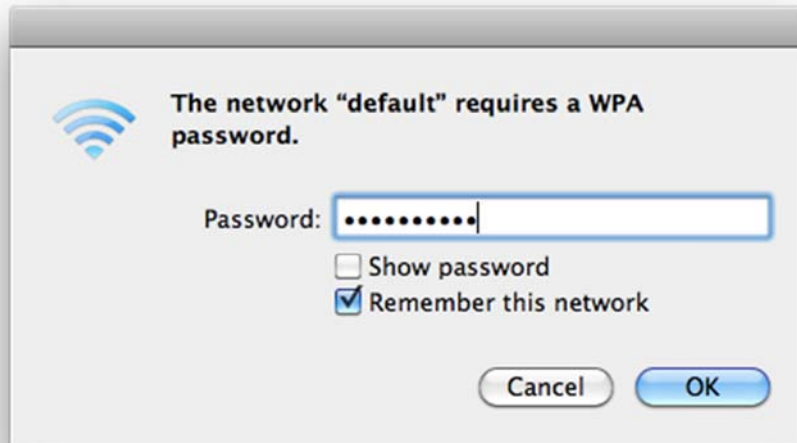 The network “default” requires a WPA
password.
Password: ••••••••••
Show password
Remember this network
Cancel OK